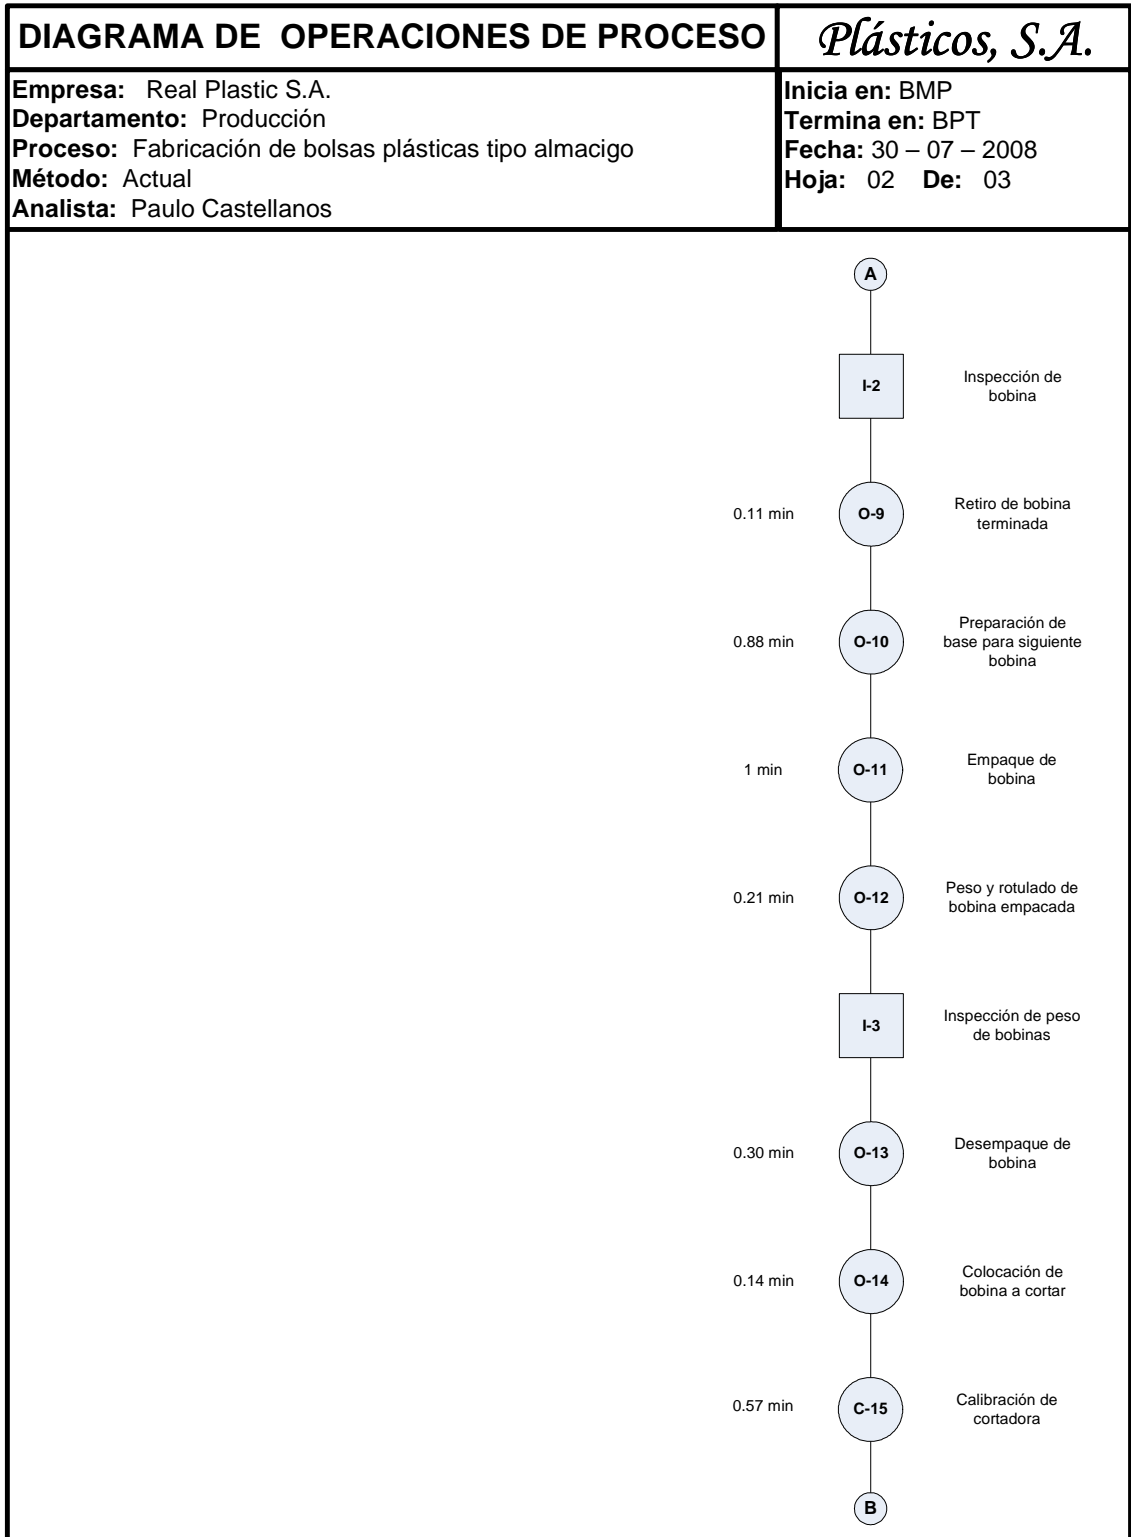 DIAGRAMA DE OPERACIONES DE PROCESO
Plásticos, S.A.
Empresa: Real Plastic S.A.
Departamento: Producción
Proceso: Fabricación de bolsas plásticas tipo almacigo
Método: Actual
Analista: Paulo Castellanos
Inicia en: BMP
Termina en: BPT
Fecha: 30 – 07 – 2008
Hoja: 02 De: 03
A
I-2
Inspección de
bobina
0.11 min
O-9
Retiro de bobina
terminada
0.88 min
O-10
Preparación de
base para siguiente
bobina
1 min
O-11
Empaque de
bobina
0.21 min
O-12
Peso y rotulado de
bobina empacada
I-3
Inspección de peso
de bobinas
0.30 min
O-13
Desempaque de
bobina
0.14 min
O-14
Colocación de
bobina a cortar
0.57 min
C-15
Calibración de
cortadora
B